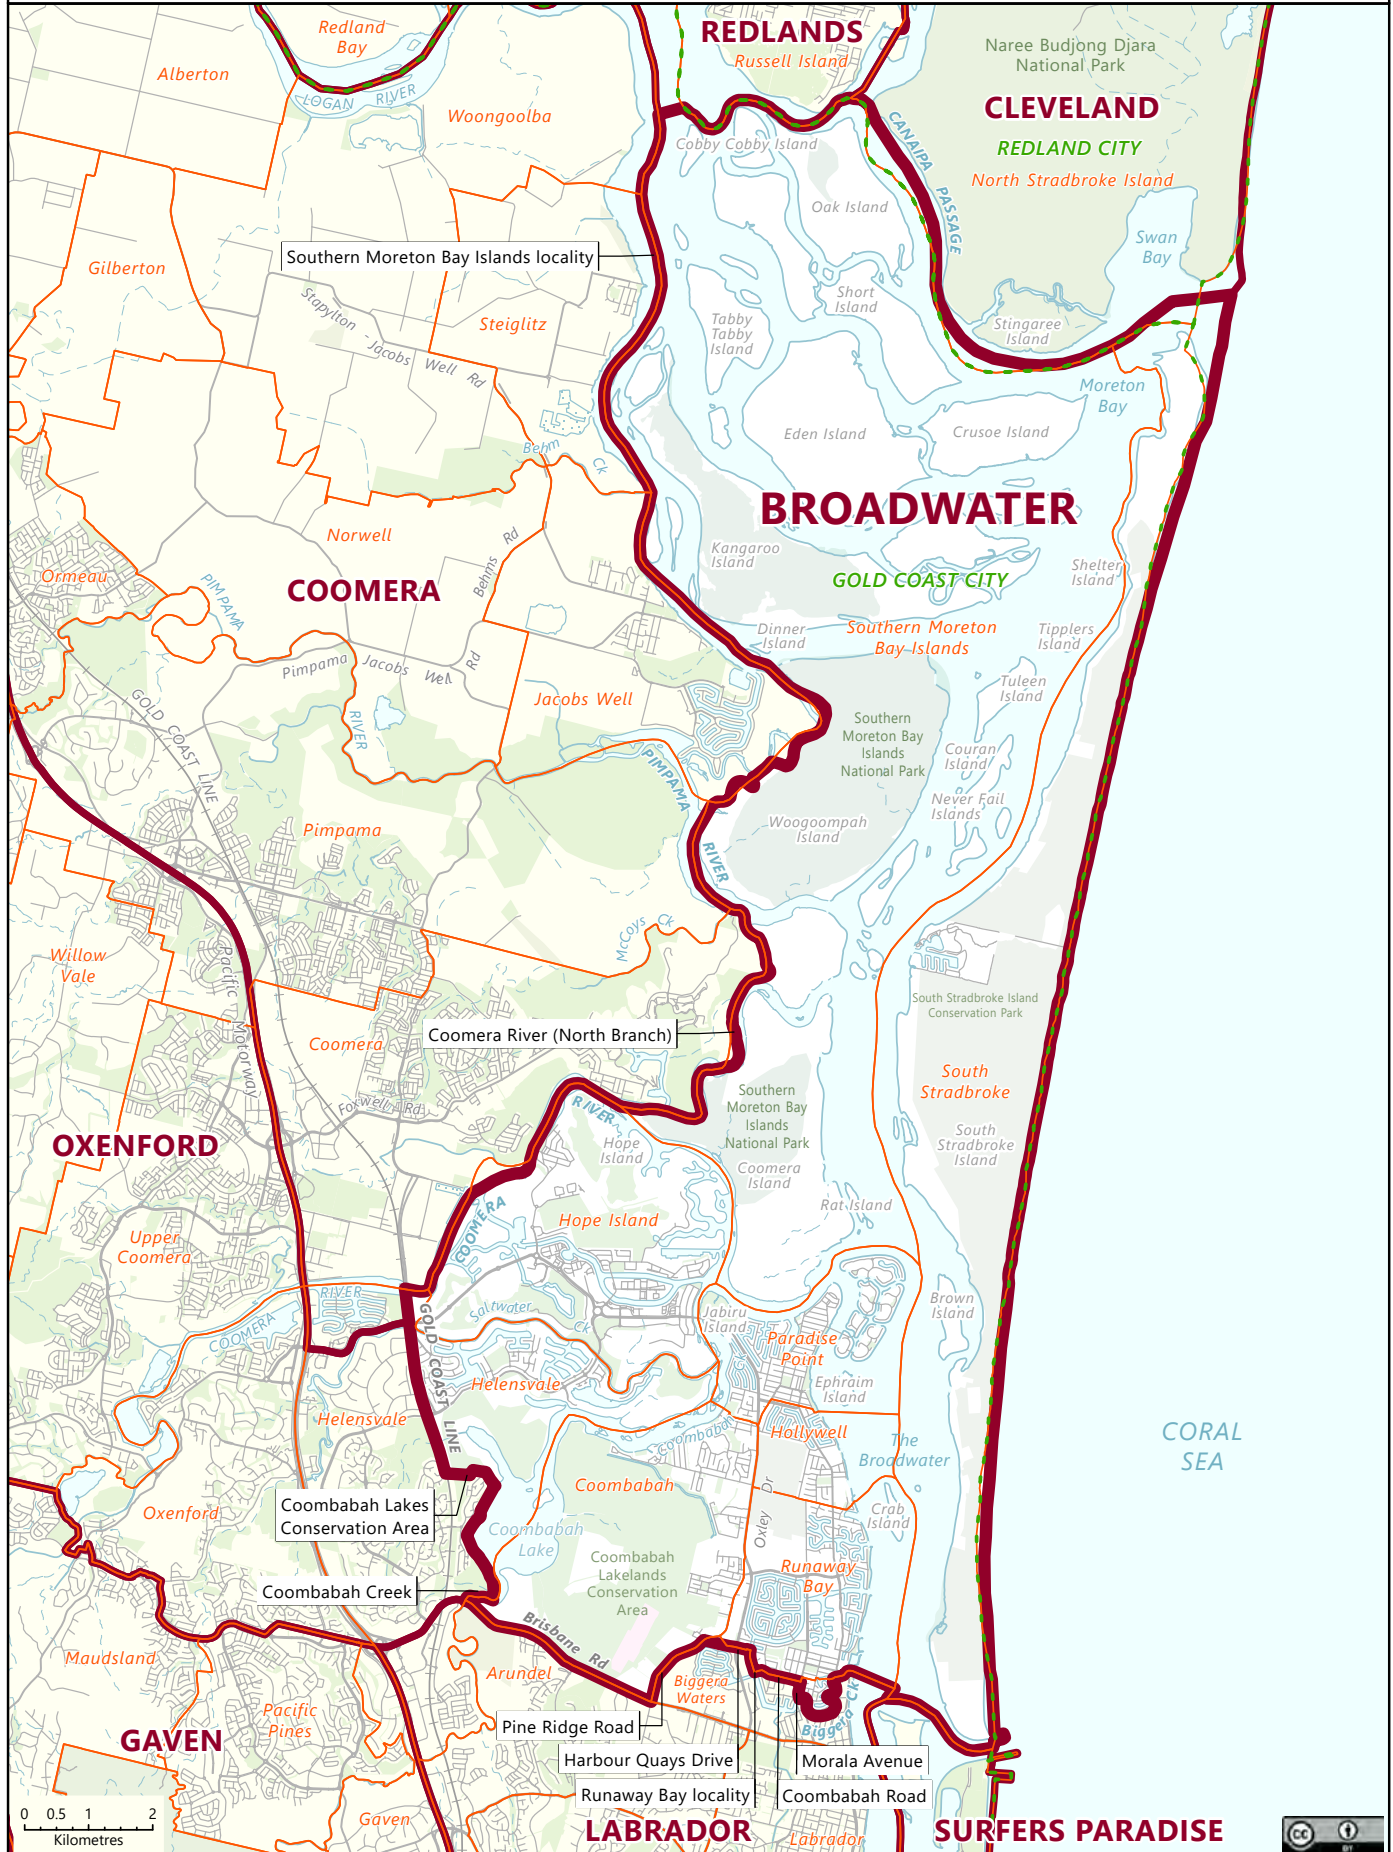 REDLANDS
Russell Island
Redland
Bay
Alberton
LOGAN RIVER
Woongoolba
Naree Budjong Djara
National Park
CLEVELAND
REDLAND CITY
North Stradbroke Island
CANAIPA PASSAGE
Cobby Cobby Island
Oak Island
Swan
Bay
Southern Moreton Bay Islands locality
Gilberton
Stapylton - Jacobs Well Rd
Steiglitz
Short
Island
Tabby
Tabby
Island
Stingaree
Island
Moreton
Bay
Eden Island
Crusoe Island
Behm Ck
BROADWATER
Norwell
Behms Rd
Kangaroo
Island
Shelter
Island
GOLD COAST CITY
Ormeau
PIMPAMA
COOMERA
Dinner
Island
Southern Moreton
Bay Islands
Tipplers
Island
Pimpama Jacobs Well Rd
RIVER
Jacobs Well
Tuleen
Island
GOLD COAST LINE
Southern
Moreton Bay
Islands
National Park
Couran
Island
PIMPAMA
RIVER
Never Fail
Islands
Pimpama
Woogoompah
Island
McCoys Ck
Willow
Vale
Pacific Motorway
South Stradbroke Island
Conservation Park
Coomera River (North Branch)
Coomera
South
Stradbroke
Foxwell Rd
RIVER
Southern
Moreton Bay
Islands
National Park
OXENFORD
Hope
Island
South
Stradbroke
Island
Coomera
Island
Rat Island
COOMERA
Hope Island
Upper
Coomera
RIVER
COOMERA
GOLD COAST LINE
Saltwater Ck
Jabiru
Island
Brown
Island
Paradise
Point
Helensvale
Ephraim
Island
Helensvale
Coombabah
Hollywell
The
Broadwater
CORAL
SEA
Coombabah
Oxley Dr
Oxenford
Coombabah Lakes
Conservation Area
Crab
Island
Coombabah
Lake
Coombabah
Lakelands
Conservation
Area
Runaway
Bay
Coombabah Creek
Brisbane Rd
Maudsland
Arundel
Biggera
Waters
Pacific
Pines
Biggera Ck
GAVEN
Pine Ridge Road
Harbour Quays Drive
Morala Avenue
Runaway Bay locality
Coombabah Road
0 0.5 1 2
Kilometres
Gaven
LABRADOR
Labrador
SURFERS PARADISE
cc
BY